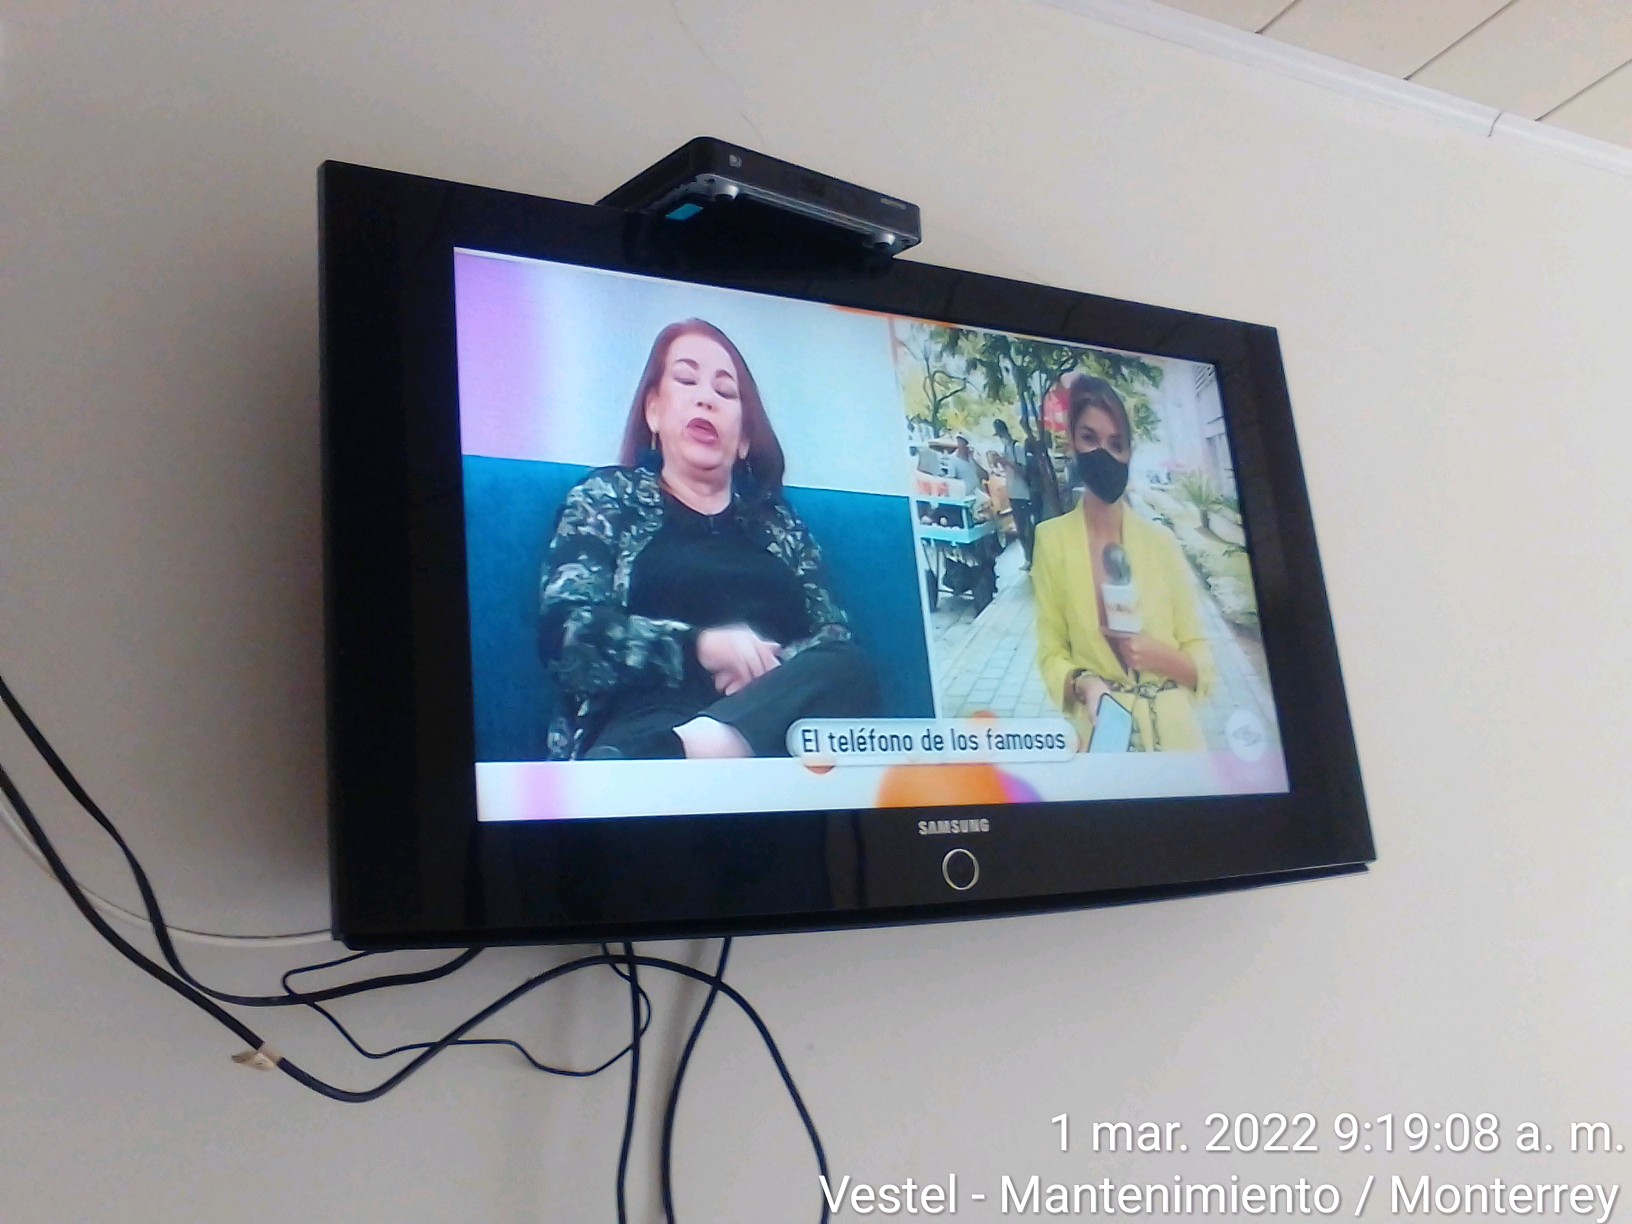 El teléfono de los famosos
SAMSUNG
1 mar. 2022 9:19:08 a. m.
Vestel - Mantenimiento / Monterrey